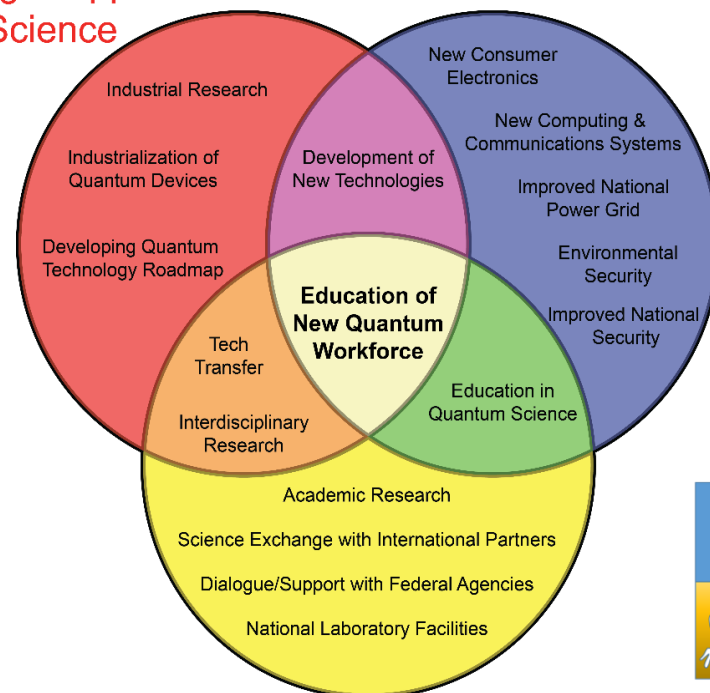 Science
Industrial Research
Industrialization of
Quantum Devices
Developing Quantum
Technology Roadmap
Development of
New Technologies
New Consumer
Electronics
New Computing &
Communications Systems
Improved National
Power Grid
Environmental
Security
Improved National
Security
Education of
New Quantum
Workforce
Tech
Transfer
Interdisciplinary
Research
Education in
Quantum Science
Academic Research
Science Exchange with International Partners
Dialogue/Support with Federal Agencies
National Laboratory Facilities